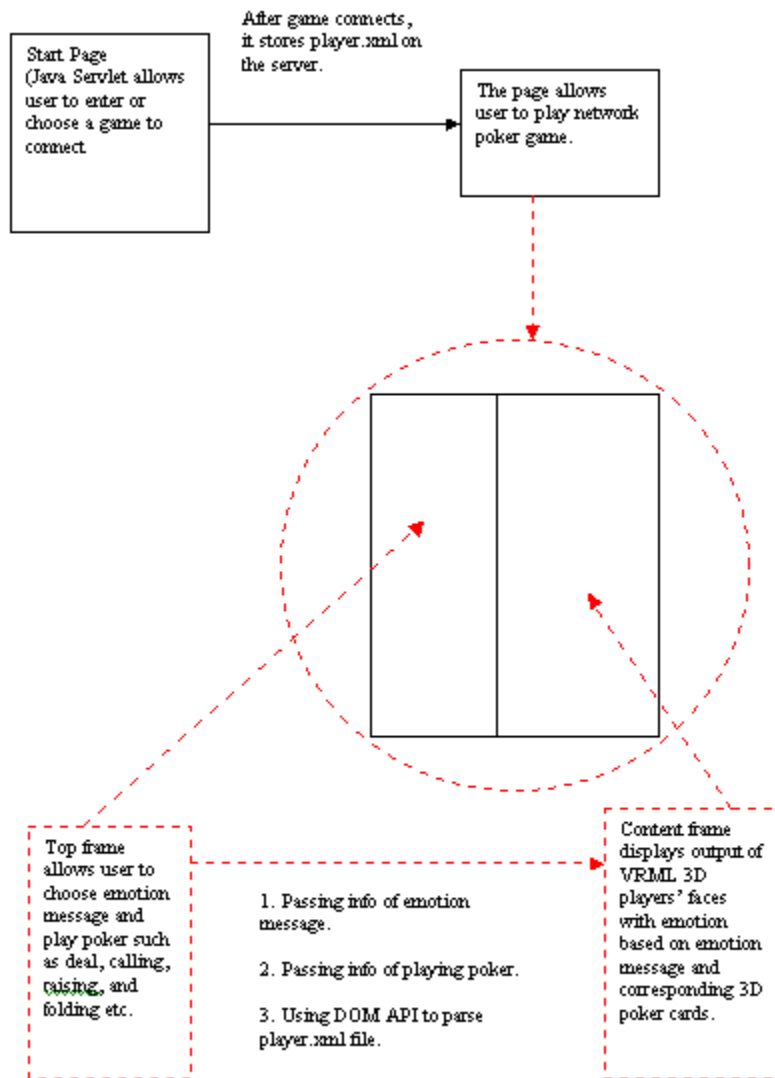 After game connects,
it stores player.xml on
the server.
Start Page
(Java Servlet allows
user to enter or
choose a game to
connect
The page allows
user to play network
poker game.
Top frame
allows user to
choose emotion
message and
play poker such
as deal, calling,
raising, and
folding etc.
1. Passing info of emotion
message.
2. Passing info of playing poker.
3. Using DOM API to parse
player.xml file.
Content frame
displays output of
VRML 3D
players’ faces
with emotion
based on emotion
message and
corresponding 3D
poker cards.